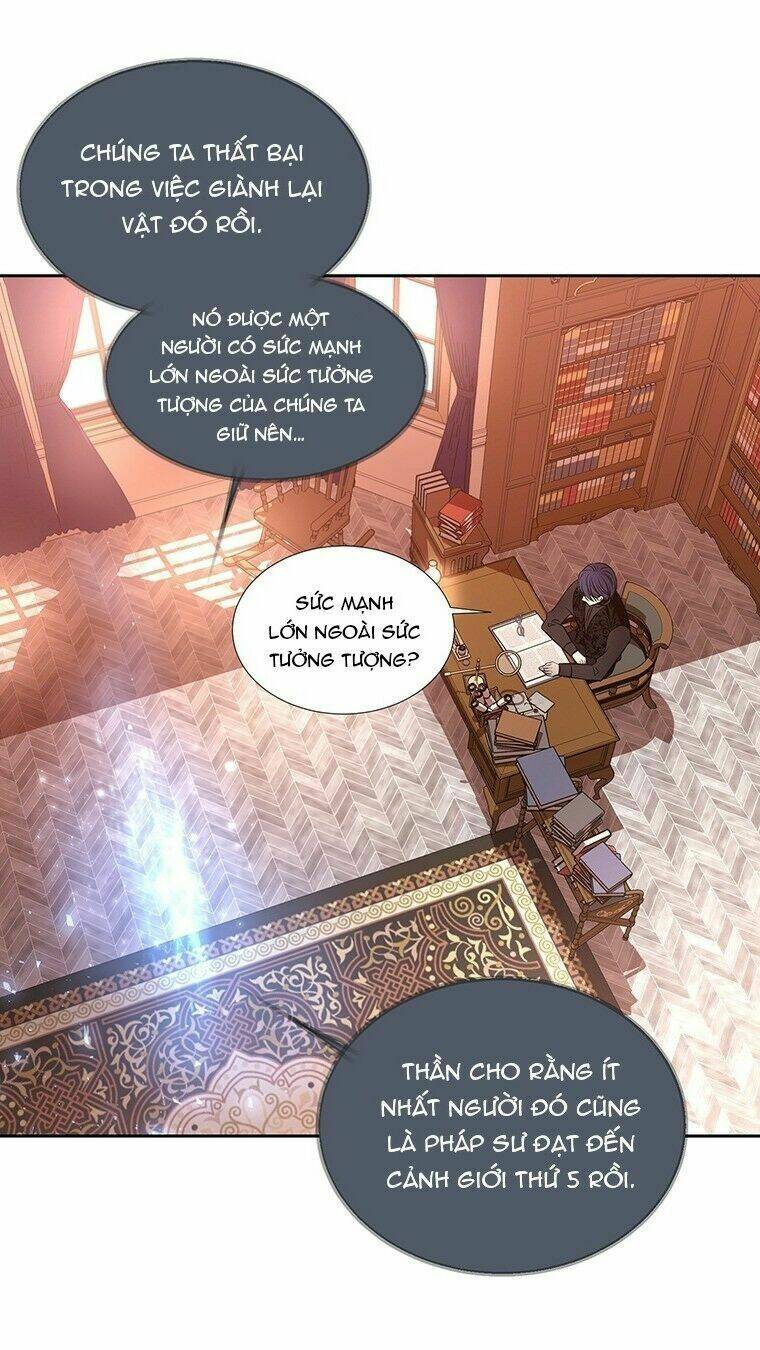 CHÚNG TA THẤT BẠI
TRONG VIỆC GIÀNH LẠI
VẬT ĐÓ RỒI.
NÓ ĐƯỢC MỘT
NGƯỜI CÓ SỨC MẠNH
LỚN NGOÀI SỨC TƯỞNG
TƯỢNG CỦA CHÚNG TA
GIỮ NÊN...
SỨC MẠNH
LỚN NGOÀI SỨC
TƯỞNG TƯỢNG?
THẦN CHO RẰNG ÍT
NHẤT NGƯỜI ĐÓ CŨNG
LÀ PHÁP SƯ ĐẠT ĐẾN
CẢNH GIỚI THỨ 5 RỒI.